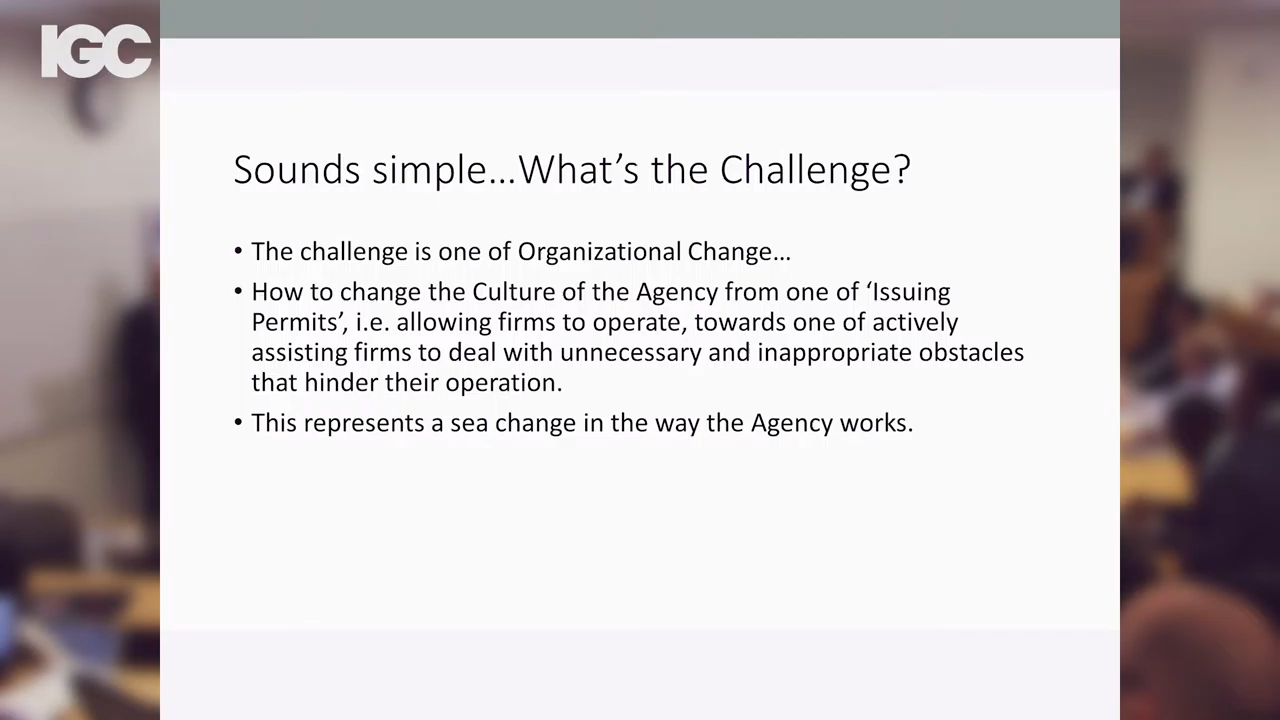 IGC
Sounds simple…What’s the Challenge?
• The challenge is one of Organizational Change…
• How to change the Culture of the Agency from one of ‘Issuing
Permits’, i.e. allowing firms to operate, towards one of actively
assisting firms to deal with unnecessary and inappropriate obstacles
that hinder their operation.
• This represents a sea change in the way the Agency works.